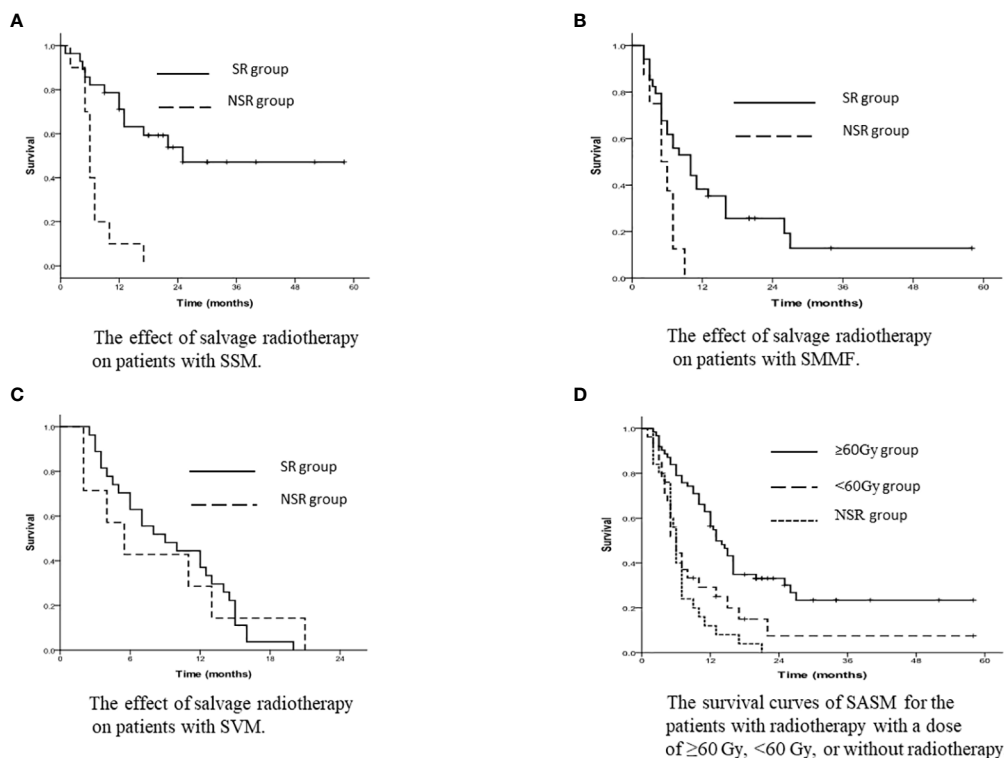 A
1.0
0.8
0.6
0.4
0.2
0.0
Survival
SR group
NSR group
0 12 24 36 48 60
Time (months)
The effect of salvage radiotherapy
on patients with SSM.
B
1.0
0.8
0.6
0.4
0.2
0.0
Survival
SR group
NSR group
0 12 24 36 48 60
Time (months)
The effect of salvage radiotherapy
on patients with SMMF.
C
1.0
0.8
0.6
0.4
0.2
0.0
Survival
SR group
NSR group
0 6 12 18 24
Time (months)
The effect of salvage radiotherapy
on patients with SVM.
D
1.0
0.8
0.6
0.4
0.2
0.0
Survival
≥60Gy group
<60Gy group
NSR group
0 12 24 36 48 60
Time (months)
The survival curves of SASM for the
patients with radiotherapy with a dose
of ≥60 Gy, <60 Gy, or without radiotherapy